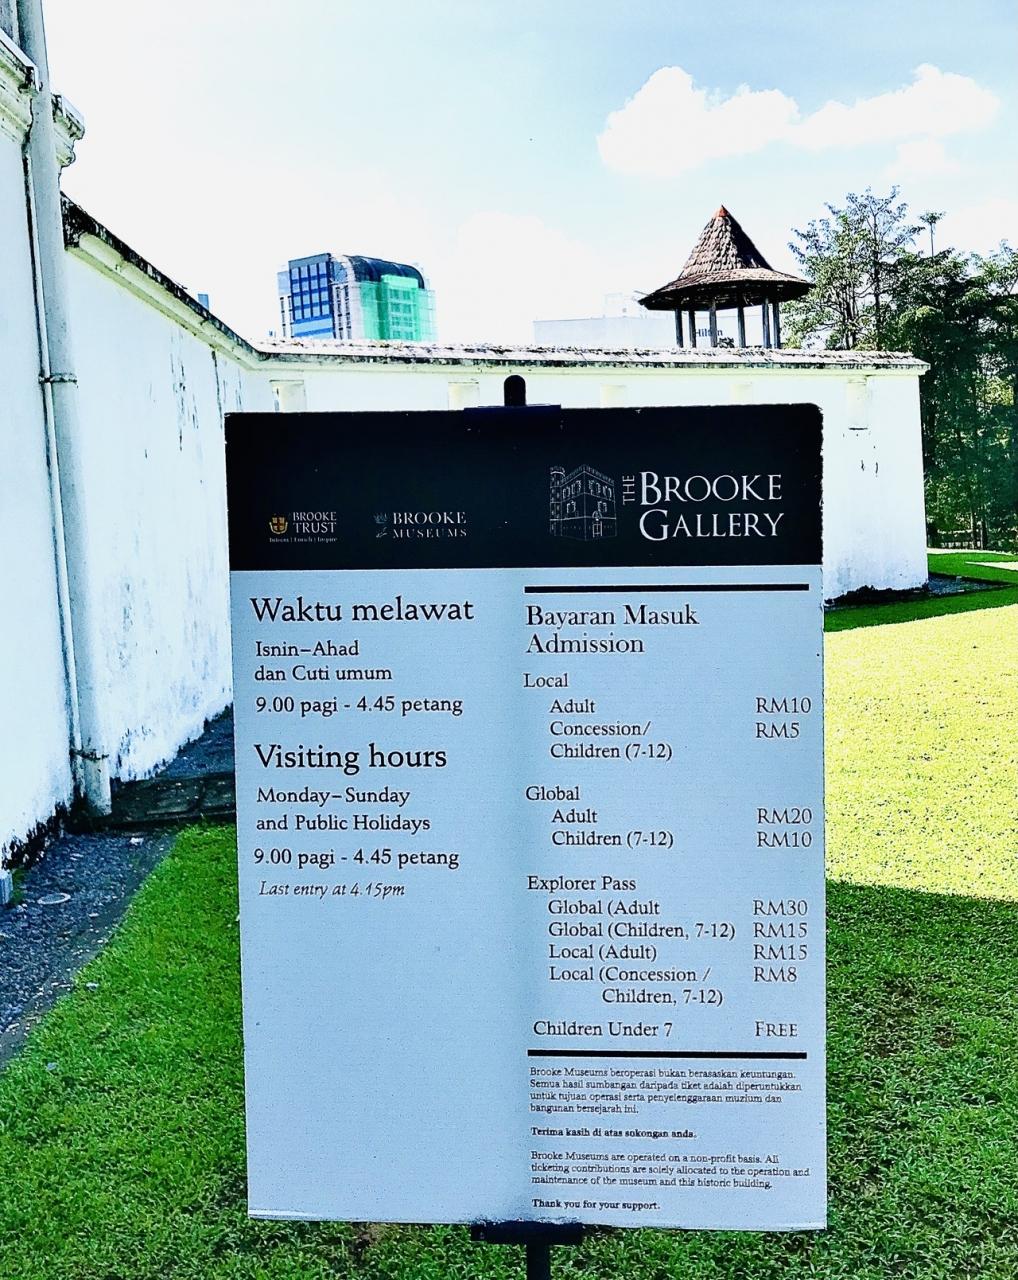 Hilton
BROOKE
TRUST
Inform | Enrich | Inspire
BROOKE
MUSEUMS
THE BROOKE
GALLERY
Waktu melawat
Isnin–Ahad
dan Cuti umum
9.00 pagi - 4.45 petang
Visiting hours
Monday–Sunday
and Public Holidays
9.00 pagi - 4.45 petang
Last entry at 4.15pm
Bayaran Masuk
Admission
Local
Adult RM10
Concession/ RM5
Children (7-12)
Global
Adult RM20
Children (7-12) RM10
Explorer Pass
Global (Adult RM30
Global (Children, 7-12) RM15
Local (Adult) RM15
Local (Concession / RM8
Children, 7-12)
Children Under 7 FREE
Brooke Museums beroperasi bukan berasaskan keuntungan.
Semua hasil sumbangan daripada tiket adalah diperuntukkan
untuk tujuan operasi serta penyelenggaraan muzium dan
bangunan bersejarah ini.
Terima kasih di atas sokongan anda.
Brooke Museums are operated on a non-profit basis. All
ticketing contributions are solely allocated to the operation and
maintenance of the museum and this historic building.
Thank you for your support.